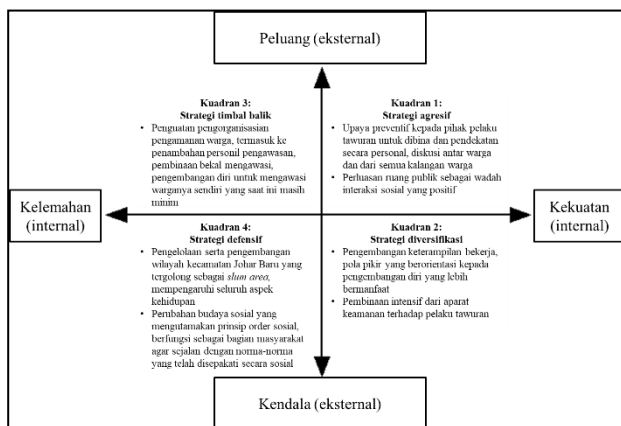 Peluang (eksternal)
Kuadran 3:
Strategi timbal balik
• Penguatan pengorganisasian
pengamanan warga, termasuk ke
penambahan personil pengawasan,
pembinaan bekal mengawasi,
pengembangan diri untuk mengawasi
warganya sendiri yang saat ini masih
minim
Kuadran 1:
Strategi agresif
• Upaya preventif kepada pihak pelaku
tawuran untuk dibina dan pendekatan
secara personal, diskusi antar warga
dan dari semua kalangan warga
• Perluasan ruang publik sebagai wadah
interaksi sosial yang positif
Kelemahan
(internal)
Kekuatan
(internal)
Kuadran 4:
Strategi defensif
• Pengelolaan serta pengembangan
wilayah kecamatan Johar Baru yang
tergolong sebagai slum area,
mempengaruhi seluruh aspek
kehidupan
• Perubahan budaya sosial yang
mengutamakan prinsip order sosial,
berfungsi sebagai bagian masyarakat
agar sejalan dengan norma-norma
yang telah disepakati secara sosial
Kuadran 2:
Strategi diversifikasi
• Pengembangan keterampilan bekerja,
pola pikir yang berorientasi kepada
pengembangan diri yang lebih
bermanfaat
• Pembinaan intensif dari aparat
keamanan terhadap pelaku tawuran
Kendala (eksternal)